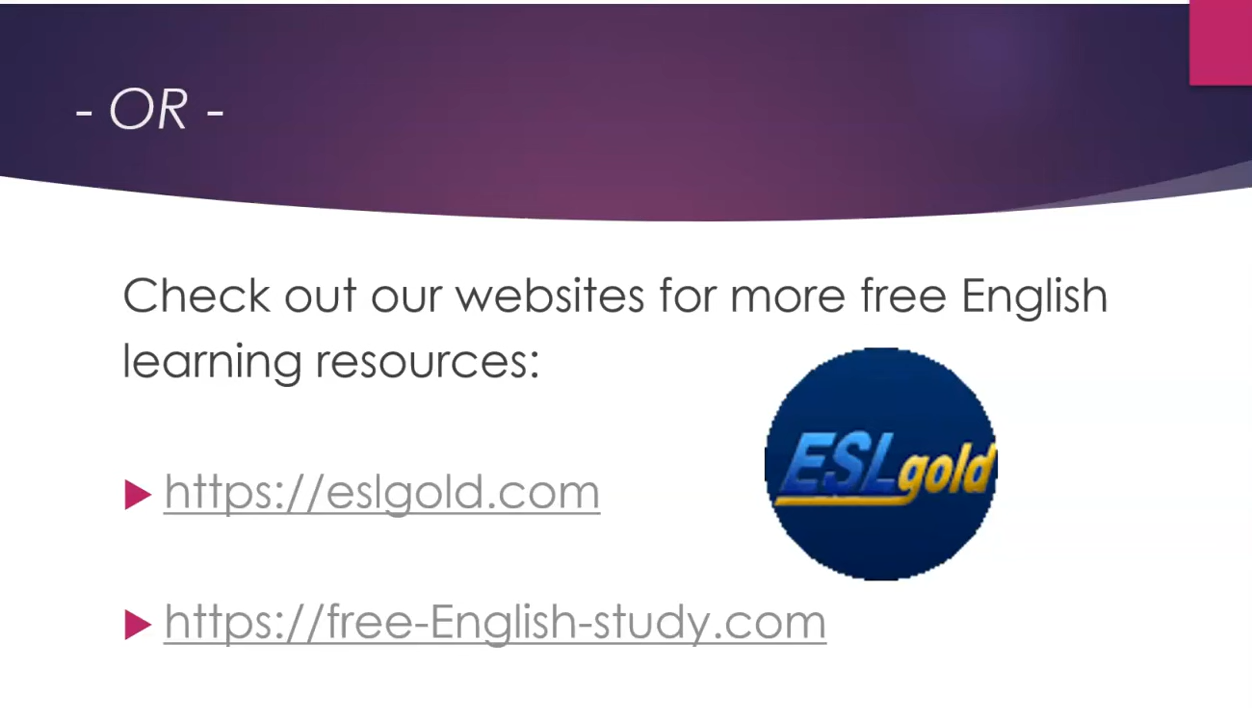 - OR -
Check out our websites for more free English
learning resources:
ESLgold
https://eslgold.com
https://free-English-study.com